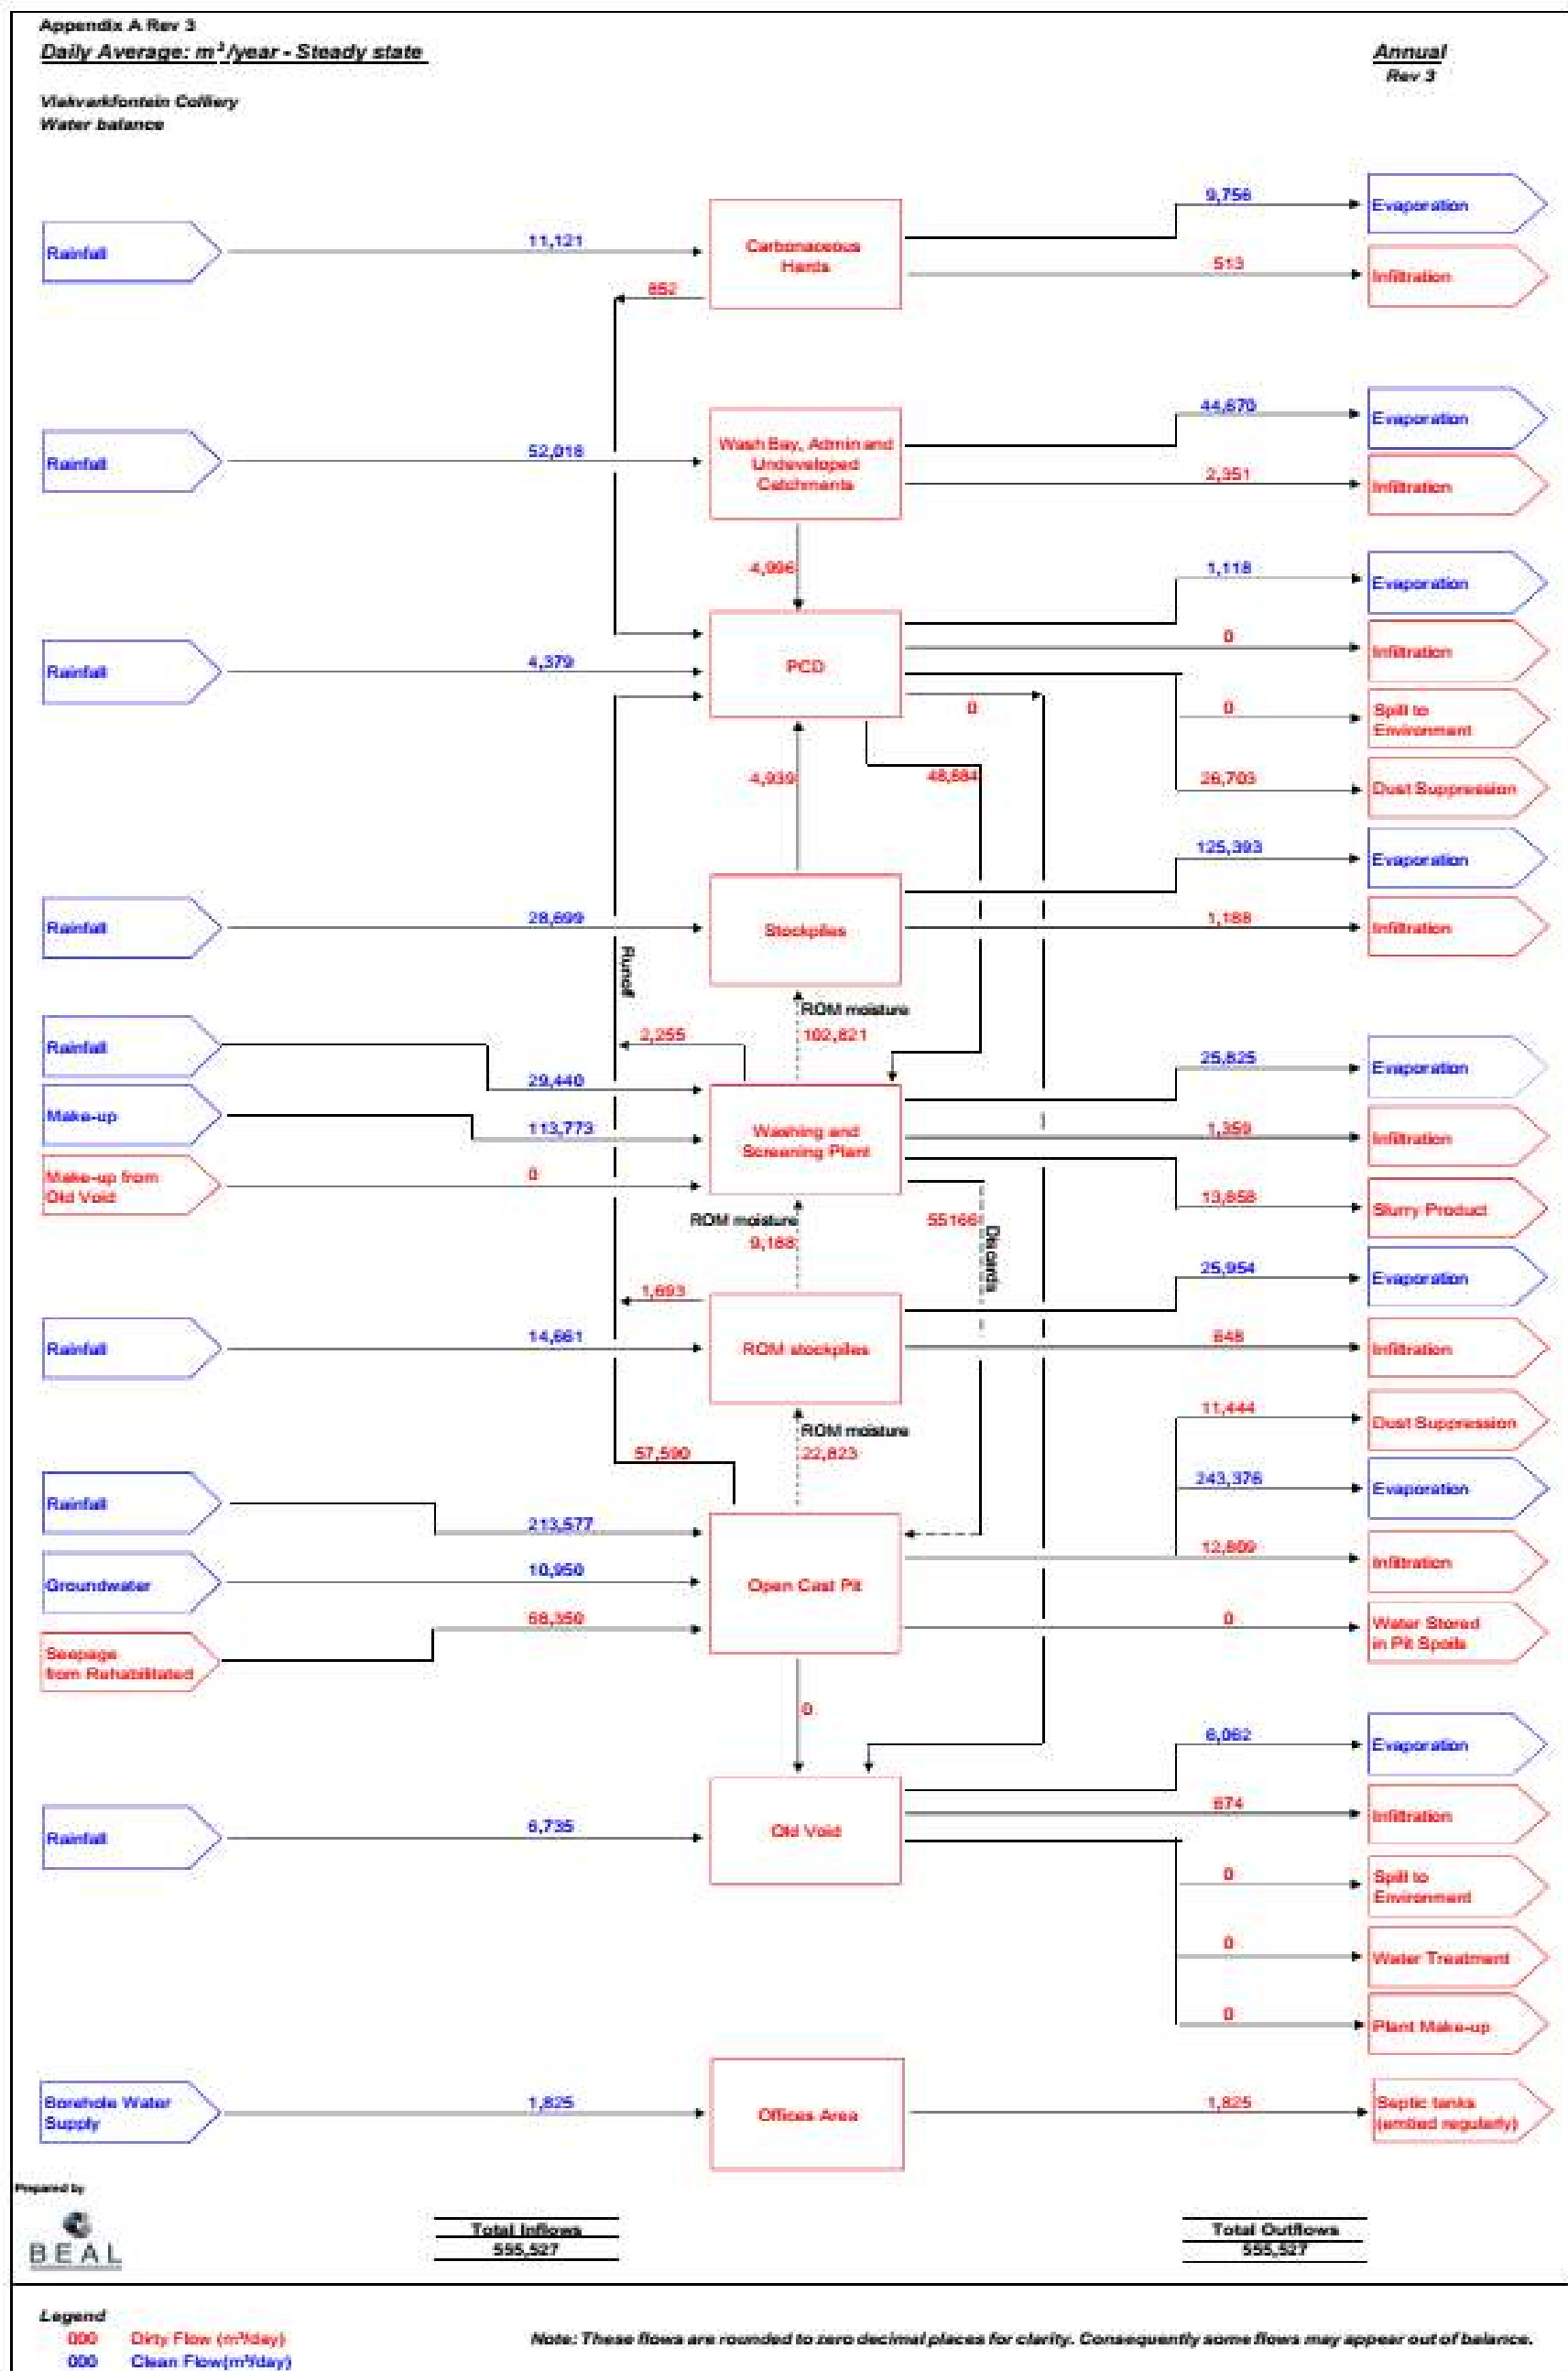 Appendix A Rev 3
Daily Average: m³/year - Steady state
Annual
Rev 3
Vlakvarkfontein Colliery
Water balance
Rainfall
11,121
Carbonaceous
Hards
9,756
Evaporation
513
Infiltration
852
Rainfall
52,018
Wash Bay, Admin and
Undeveloped
Catchments
44,670
Evaporation
2,351
Infiltration
4,996
Rainfall
4,379
PCD
1,118
Evaporation
0
Infiltration
0
0
Spill to
Environment
26,703
Dust Suppression
4,939
Rainfall
28,699
Stockpiles
125,393
Evaporation
1,188
Infiltration
Runoff
ROM moisture
102,821
2,255
Rainfall
29,440
Make-up
113,773
Make-up from
Old Void
0
Washing and
Screening Plant
25,825
Evaporation
1,359
Infiltration
13,858
Slurry Product
ROM moisture
9,188
55166
Discards
1,693
Rainfall
14,661
ROM stockpiles
25,954
Evaporation
648
Infiltration
ROM moisture
22,823
57,590
11,444
Dust Suppression
243,376
Evaporation
Rainfall
213,577
Groundwater
10,950
Seepage
from Rehabilitated
68,350
Open Cast Pit
12,809
Infiltration
0
Water Stored
in Pit Spoils
0
Rainfall
6,735
Old Void
6,062
Evaporation
674
Infiltration
0
Spill to
Environment
0
Water Treatment
0
Plant Make-up
Borehole Water
Supply
1,825
Offices Area
1,825
Septic tanks
(emtied regularly)
Prepared by
BEAL
Total Inflows
555,527
Total Outflows
555,527
Legend
000 Dirty Flow (m³/day)
000 Clean Flow(m³/day)
Note: These flows are rounded to zero decimal places for clarity. Consequently some flows may appear out of balance.